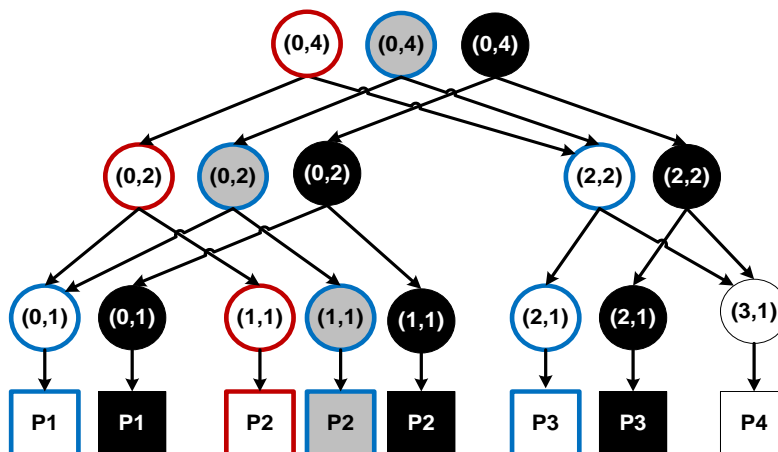 (0,4) (0,4) (0,4)
(0,2) (0,2) (0,2) (2,2) (2,2)
(0,1) (0,1) (1,1) (1,1) (1,1) (2,1) (2,1) (3,1)
P1 P1 P2 P2 P2 P3 P3 P4